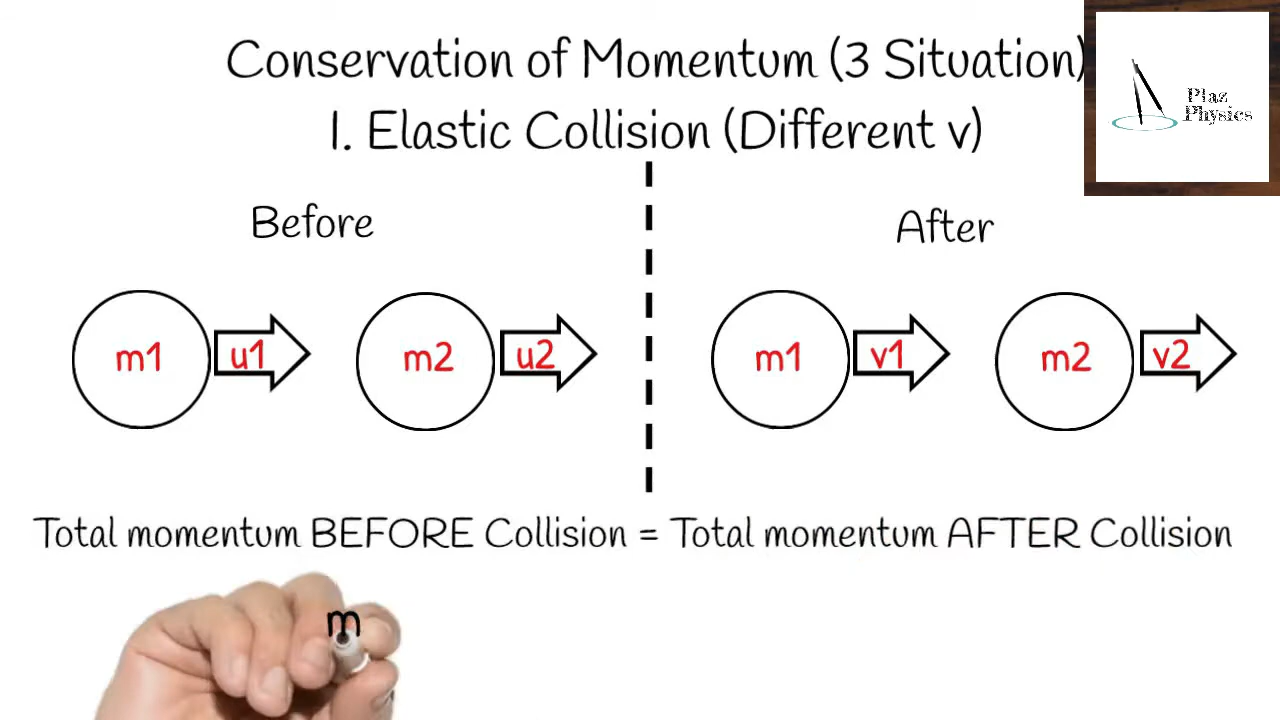 Conservation of Momentum (3 Situation)
1. Elastic Collision (Different v)
Plaz
Physics
Before
After
m1 u1 m2 u2 m1 v1 m2 v2
Total momentum BEFORE Collision = Total momentum AFTER Collision
m